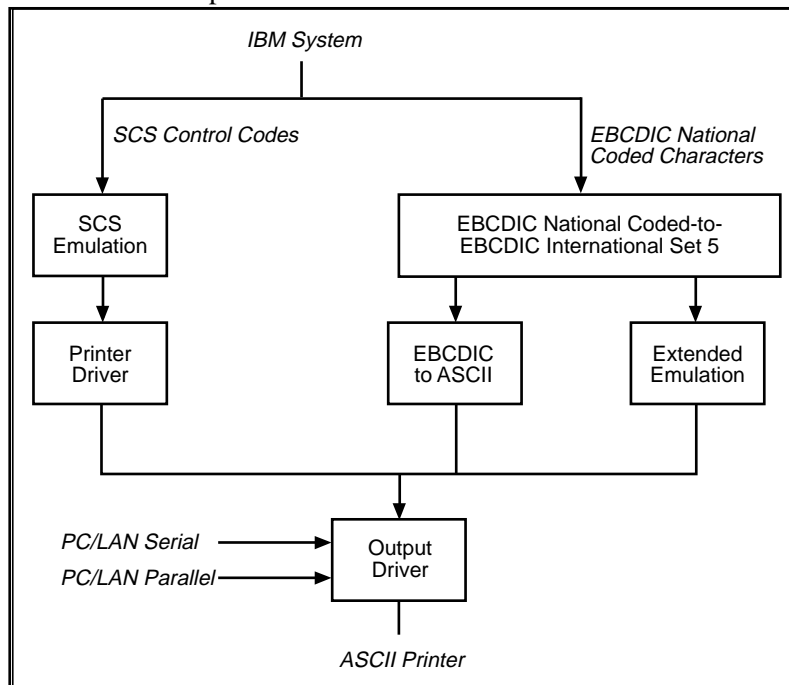 IBM System
SCS Control Codes
EBCDIC National
Coded Characters
SCS
Emulation
EBCDIC National Coded-to-
EBCDIC International Set 5
Printer
Driver
EBCDIC
to ASCII
Extended
Emulation
PC/LAN Serial
PC/LAN Parallel
Output
Driver
ASCII Printer